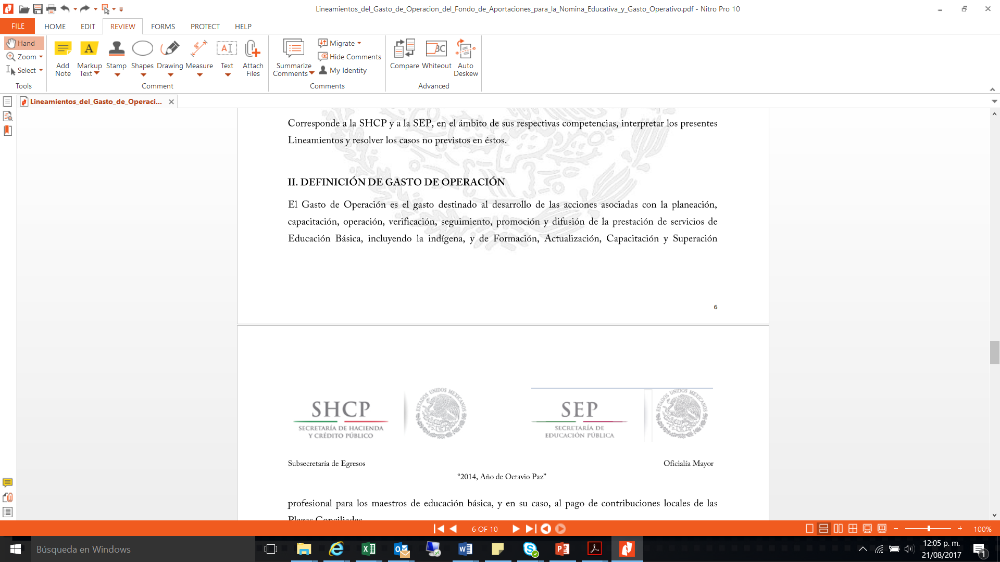 Lineamientos_del_Gasto_de_Operacion_del_Fondo_de_Aportaciones_para_la_Nomina_Educativa_y_Gasto_Operativo.pdf - Nitro Pro 10
FILE HOME EDIT REVIEW FORMS PROTECT HELP
Hand
Zoom
Select
Tools
Add Note
Markup Text
Stamp
Shapes
Drawing
Measure
Text
Attach Files
Comment
Summarize Comments
Migrate
Hide Comments
My Identity
Comments
Compare
Whiteout
Auto Deskew
Advanced
Lineamientos_del_Gasto_de_Operaci...
Corresponde a la SHCP y a la SEP, en el ámbito de sus respectivas competencias, interpretar los presentes
Lineamientos y resolver los casos no previstos en éstos.
II. DEFINICIÓN DE GASTO DE OPERACIÓN
El Gasto de Operación es el gasto destinado al desarrollo de las acciones asociadas con la planeación,
capacitación, operación, verificación, seguimiento, promoción y difusión de la prestación de servicios de
Educación Básica, incluyendo la indígena, y de Formación, Actualización, Capacitación y Superación
6
SHCP
SECRETARÍA DE HACIENDA
Y CRÉDITO PÚBLICO
ESTADOS UNIDOS MEXICANOS
SEP
SECRETARÍA DE
EDUCACIÓN PÚBLICA
ESTADOS UNIDOS MEXICANOS
Subsecretaría de Egresos
Oficialía Mayor
“2014, Año de Octavio Paz”
profesional para los maestros de educación básica, y en su caso, al pago de contribuciones locales de las
Plazas Conciliadas
6 OF 10
100%
Búsqueda en Windows
12:05 p. m.
21/08/2017
1